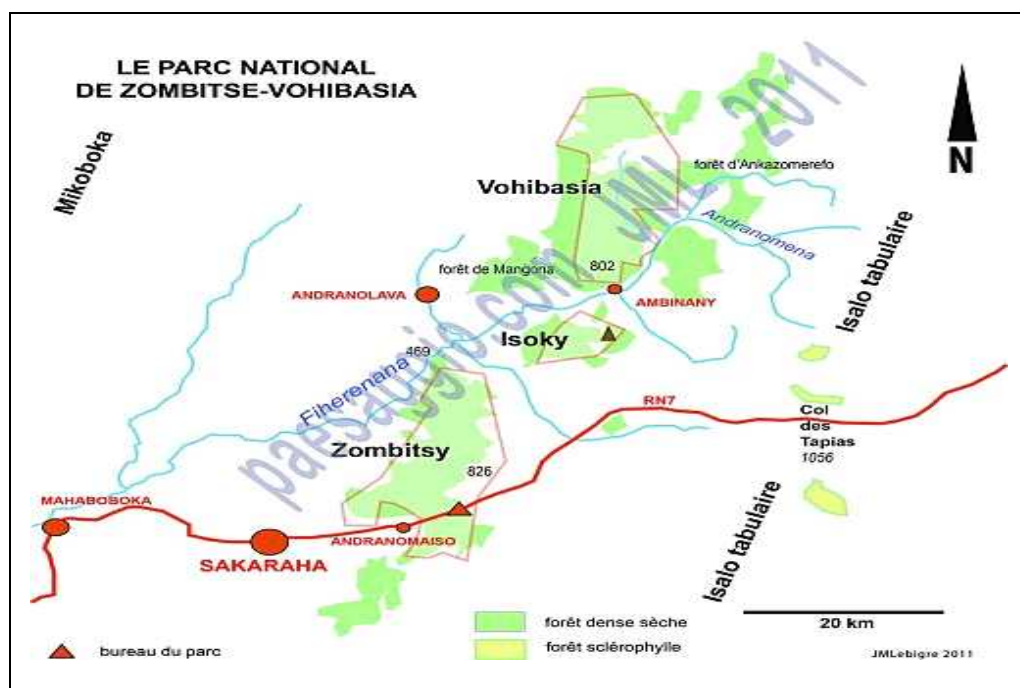 LE PARC NATIONAL
DE ZOMBITSE-VOHIBASIA
Mikoboka
N
forêt d'Ankazomerefo
Vohibasia
Andranomena
Isalo tabulaire
forêt de Mangona
802
ANDRANOLAVA
AMBINANY
Isoky
469
Fiherenana
RN7
Col
des
Tapias
1056
Zombitsy
826
MAHABOSOKA
ANDRANOMAISO
SAKARAHA
Isalo tabulaire
paesaggio.com JML 2011
forêt dense sèche
20 km
bureau du parc
forêt sclérophylle
JMLebigre 2011